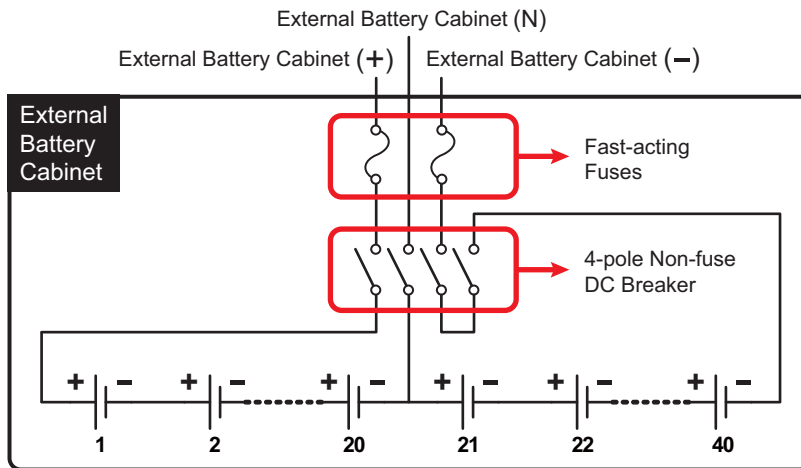 External Battery Cabinet (N)
External Battery Cabinet (+)
External Battery Cabinet (−)
External
Battery
Cabinet
Fast-acting
Fuses
4-pole Non-fuse
DC Breaker
+ − + − + − + − + − + −
1 2 20 21 22 40